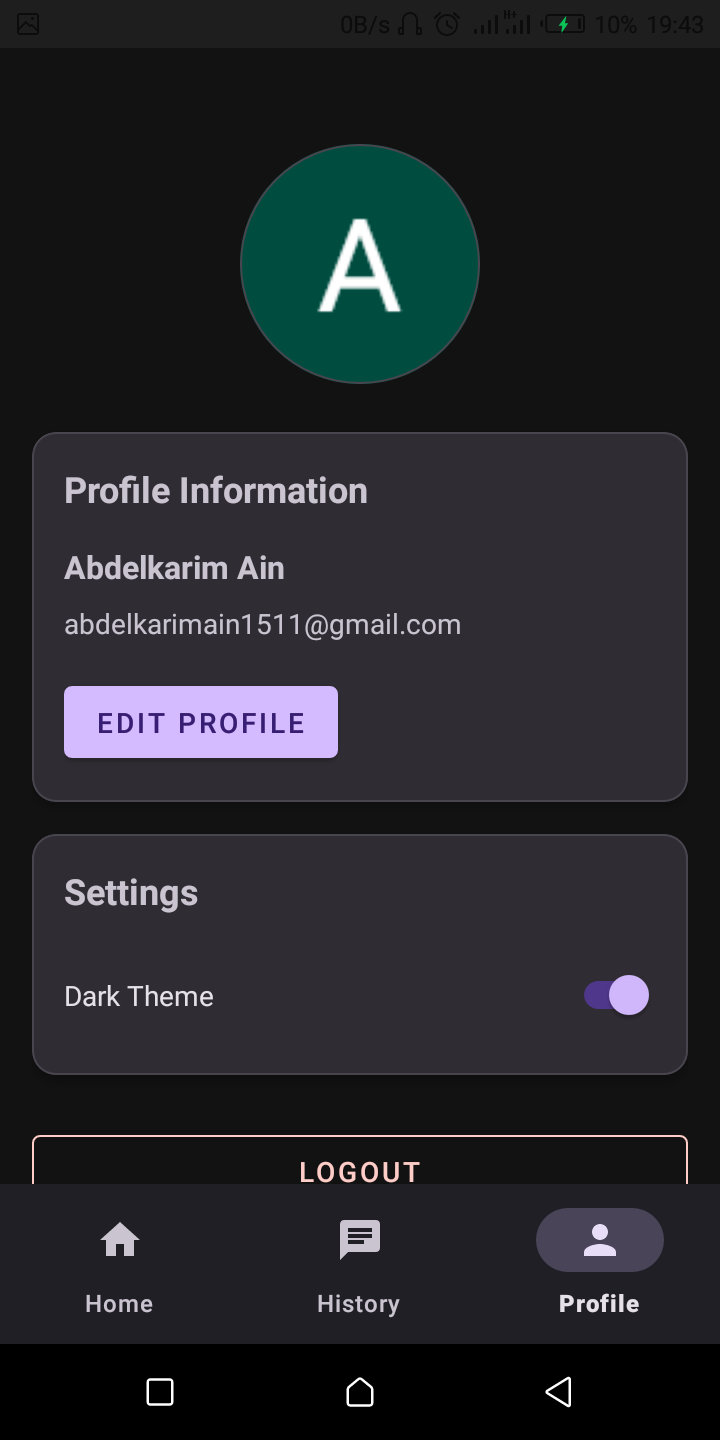 0B/s 10% 19:43
A
Profile Information
Abdelkarim Ain
abdelkarimain1511@gmail.com
EDIT PROFILE
Settings
Dark Theme
LOGOUT
Home History Profile